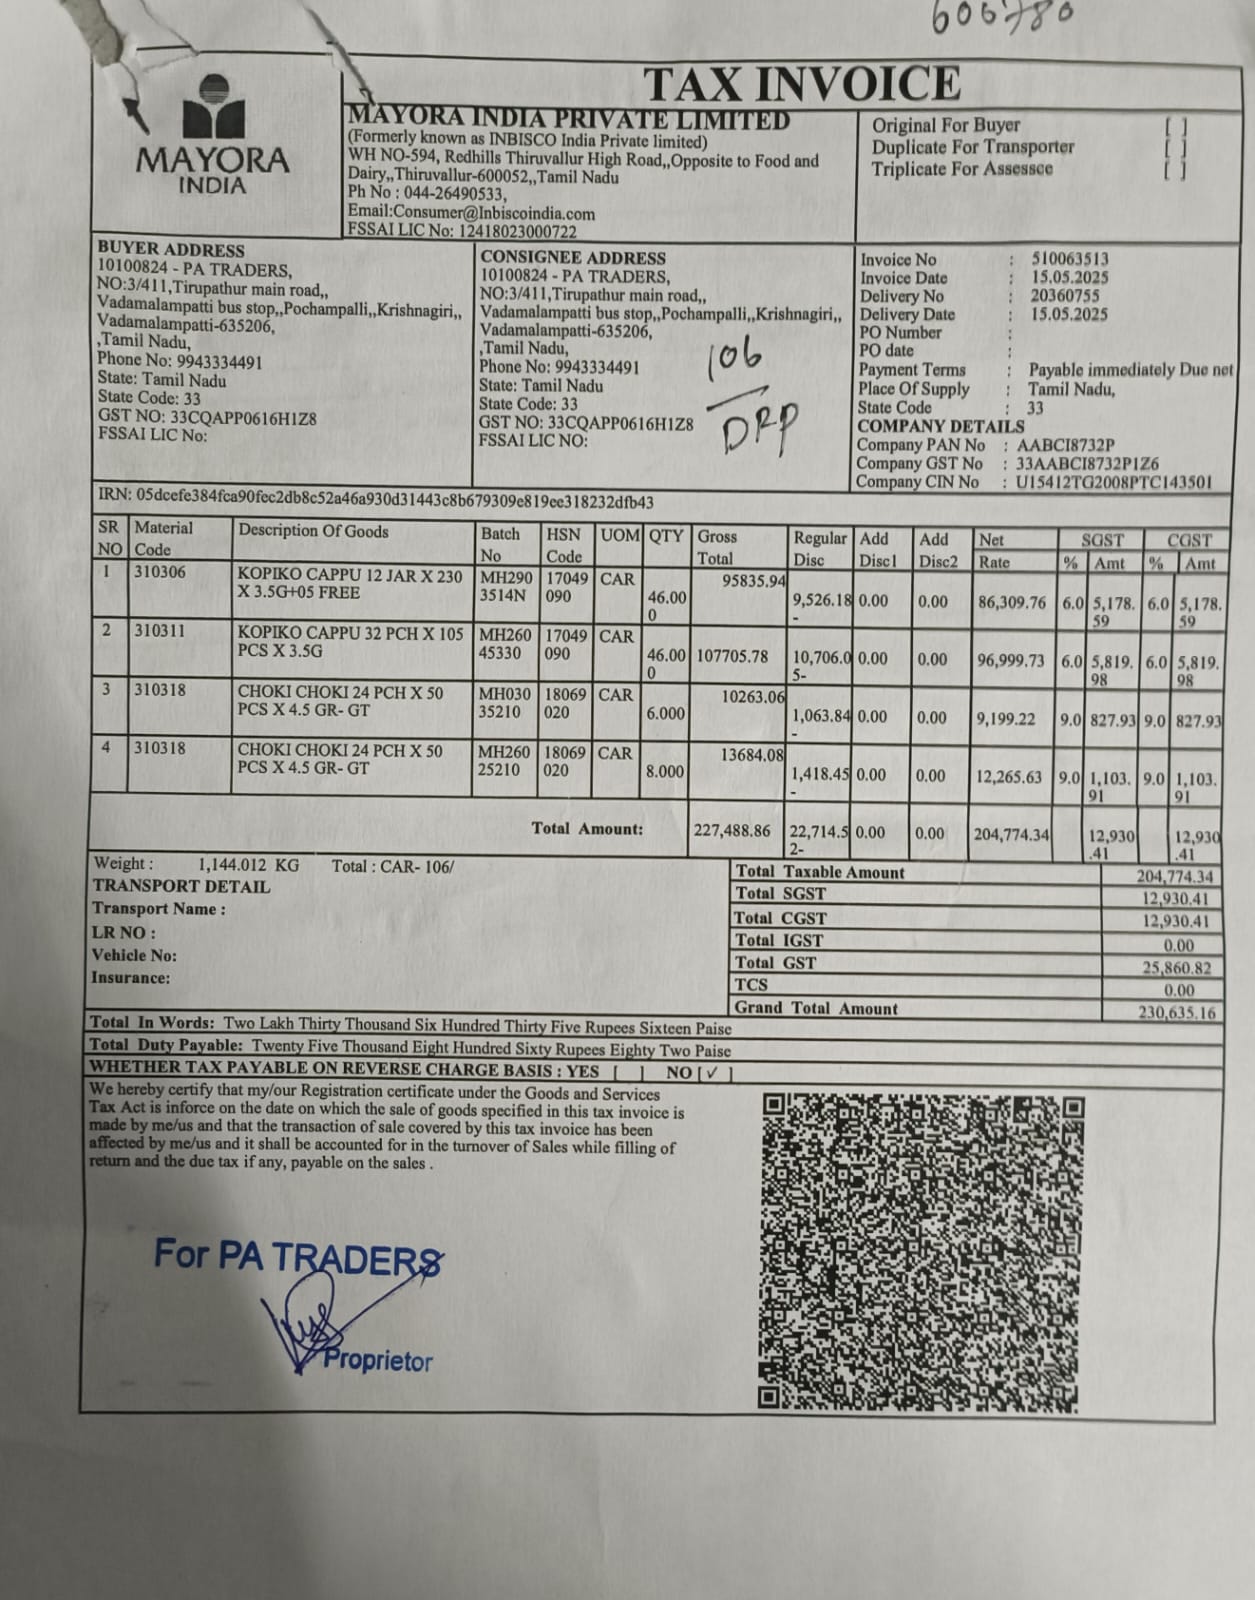 606780
TAX INVOICE
MAYORA
INDIA
MAYORA INDIA PRIVATE LIMITED
(Formerly known as INBISCO India Private limited)
WH NO-594, Redhills Thiruvallur High Road,,Opposite to Food and
Dairy,,Thiruvallur-600052,,Tamil Nadu
Ph No : 044-26490533,
Email:Consumer@Inbiscoindia.com
FSSAI LIC No: 12418023000722
Original For Buyer [ ]
Duplicate For Transporter [ ]
Triplicate For Assessee [ ]
BUYER ADDRESS
10100824 - PA TRADERS,
NO:3/411,Tirupathur main road,,
Vadamalampatti bus stop,,Pochampalli,,Krishnagiri,,
Vadamalampatti-635206,
,Tamil Nadu,
Phone No: 9943334491
State: Tamil Nadu
State Code: 33
GST NO: 33CQAPP0616H1Z8
FSSAI LIC No:
CONSIGNEE ADDRESS
10100824 - PA TRADERS,
NO:3/411,Tirupathur main road,,
Vadamalampatti bus stop,,Pochampalli,,Krishnagiri,,
Vadamalampatti-635206,
,Tamil Nadu,
Phone No: 9943334491
State: Tamil Nadu
State Code: 33
GST NO: 33CQAPP0616H1Z8
FSSAI LIC NO:
106
DRP
Invoice No : 510063513
Invoice Date : 15.05.2025
Delivery No : 20360755
Delivery Date : 15.05.2025
PO Number :
PO date :
Payment Terms : Payable immediately Due net
Place Of Supply : Tamil Nadu,
State Code : 33
COMPANY DETAILS
Company PAN No : AABCI8732P
Company GST No : 33AABCI8732P1Z6
Company CIN No : U15412TG2008PTC143501
IRN: 05dcefe384fca90fec2db8c52a46a930d31443c8b679309e819ee318232dfb43
SR NO Material Code Description Of Goods Batch No HSN Code UOM QTY Gross Total Regular Disc Add Disc1 Add Disc2 Net Rate SGST % Amt CGST % Amt
1 310306 KOPIKO CAPPU 12 JAR X 230 X 3.5G+05 FREE MH290 3514N 17049 090 CAR 46.00 0 95835.94 9,526.18 - 0.00 0.00 86,309.76 6.0 5,178. 59 6.0 5,178. 59
2 310311 KOPIKO CAPPU 32 PCH X 105 PCS X 3.5G MH260 45330 17049 090 CAR 46.00 0 107705.78 10,706.0 5- 0.00 0.00 96,999.73 6.0 5,819. 98 6.0 5,819. 98
3 310318 CHOKI CHOKI 24 PCH X 50 PCS X 4.5 GR- GT MH030 35210 18069 020 CAR 6.000 10263.06 1,063.84 - 0.00 0.00 9,199.22 9.0 827.93 9.0 827.93
4 310318 CHOKI CHOKI 24 PCH X 50 PCS X 4.5 GR- GT MH260 25210 18069 020 CAR 8.000 13684.08 1,418.45 - 0.00 0.00 12,265.63 9.0 1,103. 91 9.0 1,103. 91
Total Amount: 227,488.86 22,714.5 2- 0.00 0.00 204,774.34 12,930 .41 12,930 .41
Weight : 1,144.012 KG Total : CAR- 106/
TRANSPORT DETAIL
Transport Name :
LR NO :
Vehicle No:
Insurance:
Total Taxable Amount 204,774.34
Total SGST 12,930.41
Total CGST 12,930.41
Total IGST 0.00
Total GST 25,860.82
TCS 0.00
Grand Total Amount 230,635.16
Total In Words: Two Lakh Thirty Thousand Six Hundred Thirty Five Rupees Sixteen Paise
Total Duty Payable: Twenty Five Thousand Eight Hundred Sixty Rupees Eighty Two Paise
WHETHER TAX PAYABLE ON REVERSE CHARGE BASIS : YES [ ] NO [✓]
We hereby certify that my/our Registration certificate under the Goods and Services
Tax Act is inforce on the date on which the sale of goods specified in this tax invoice is
made by me/us and that the transaction of sale covered by this tax invoice has been
affected by me/us and it shall be accounted for in the turnover of Sales while filling of
return and the due tax if any, payable on the sales .
For PA TRADERS
Proprietor